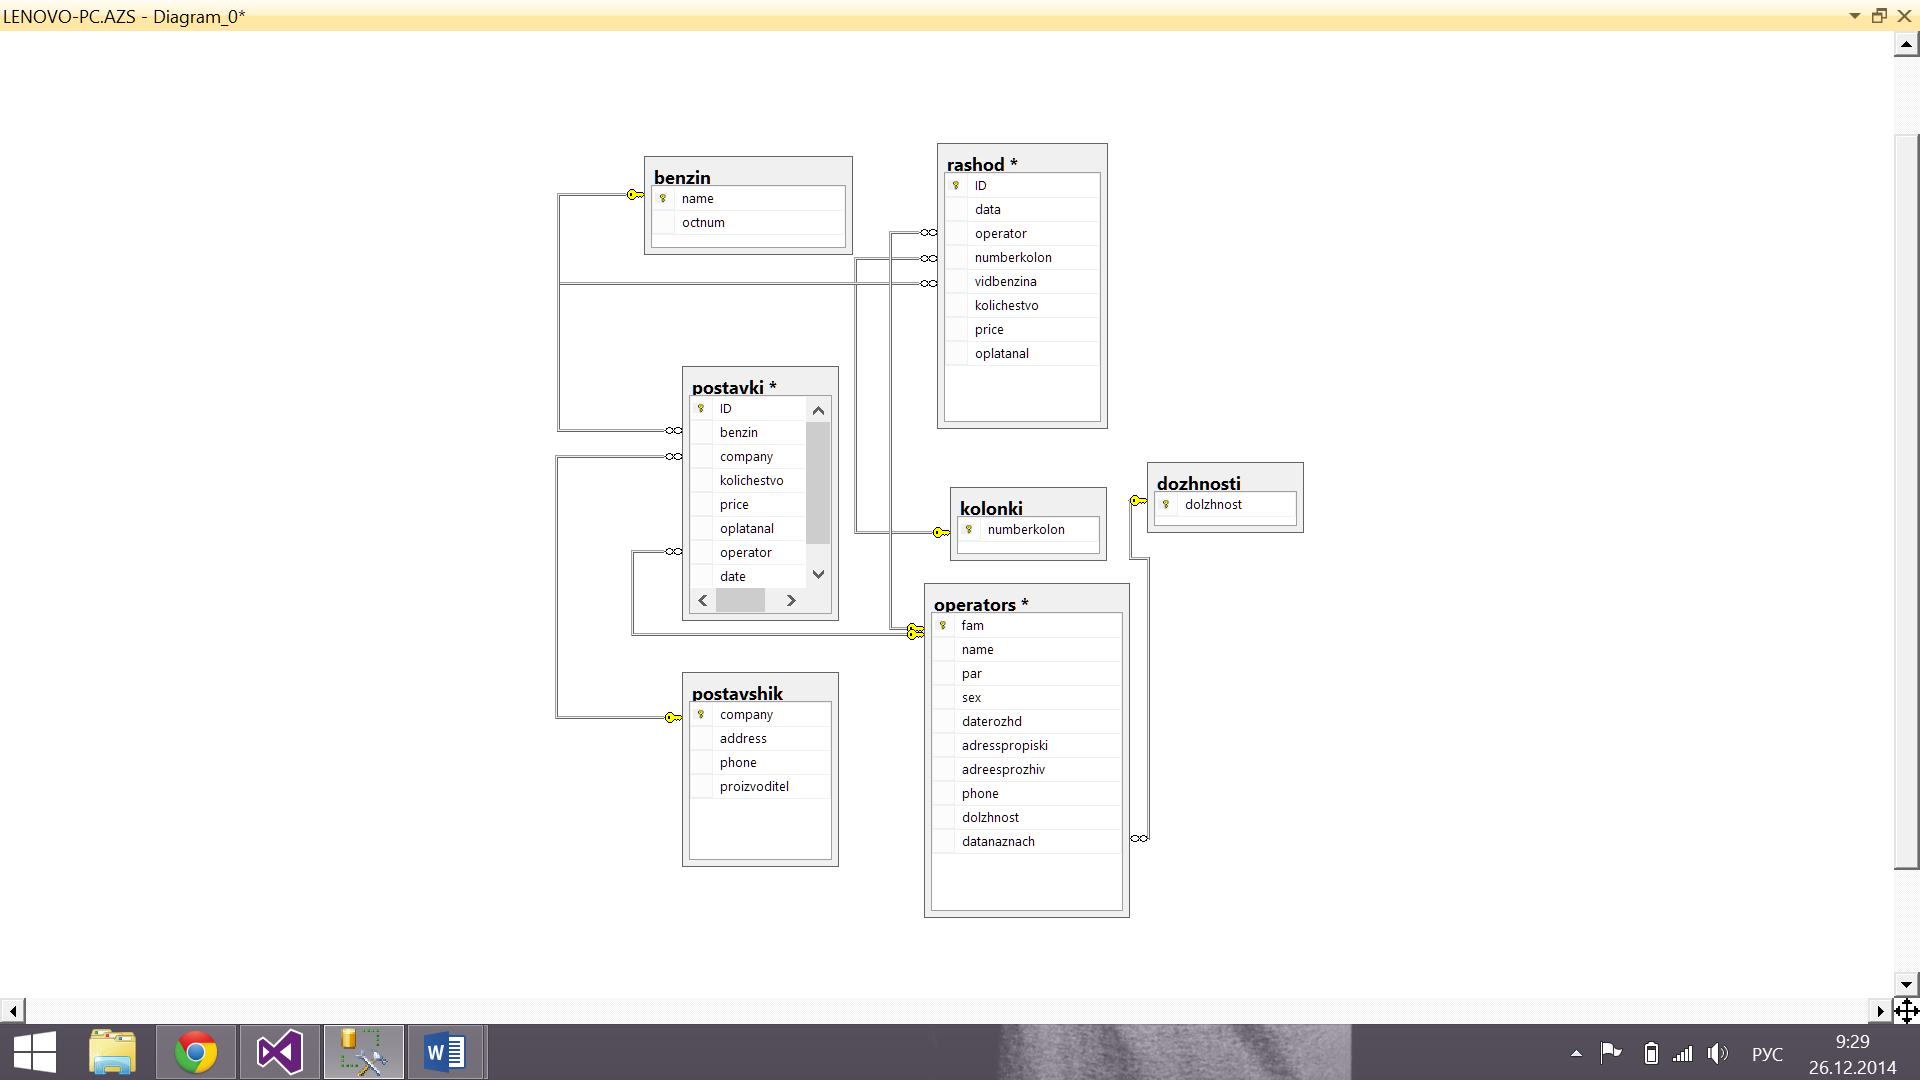 LENOVO-PC.AZS - Diagram_0*
benzin
name
octnum
rashod *
ID
data
operator
numberkolon
vidbenzina
kolichestvo
price
oplatanal
postavki *
ID
benzin
company
kolichestvo
price
oplatanal
operator
date
kolonki
numberkolon
dozhnosti
dolzhnost
operators *
fam
name
par
sex
daterozhd
adresspropiski
adreesprozhiv
phone
dolzhnost
datanaznach
postavshik
company
address
phone
proizvoditel
РУС
9:29
26.12.2014